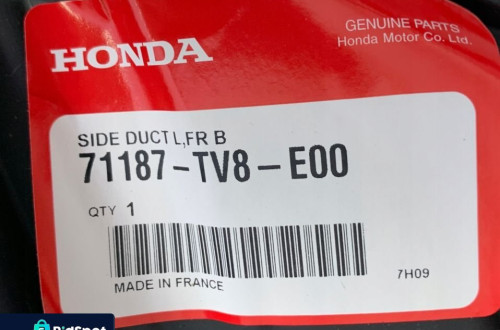 GENUINE PARTS
HONDA
Honda Motor Co. Ltd.
SIDE DUCT L,FR B
71187-TV8-E00
QTY 1
MADE IN FRANCE
7H09
BidSpot